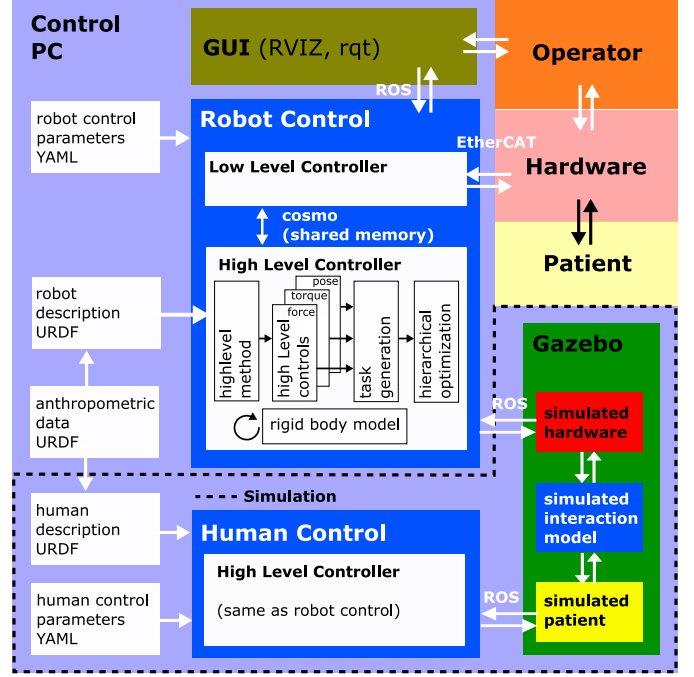 Control
PC
GUI (RVIZ, rqt)
Operator
ROS
robot control
parameters
YAML
Robot Control
EtherCAT
Hardware
Low Level Controller
cosmo
(shared memory)
Patient
High Level Controller
robot
description
URDF
highlevel
method
pose
torque
force
high Level
controls
task
generation
hierarchical
optimization
rigid body model
anthropometric
data
URDF
Gazebo
ROS
simulated
hardware
simulated
interaction
model
simulated
patient
Simulation
human
description
URDF
Human Control
High Level Controller
(same as robot control)
ROS
human control
parameters
YAML